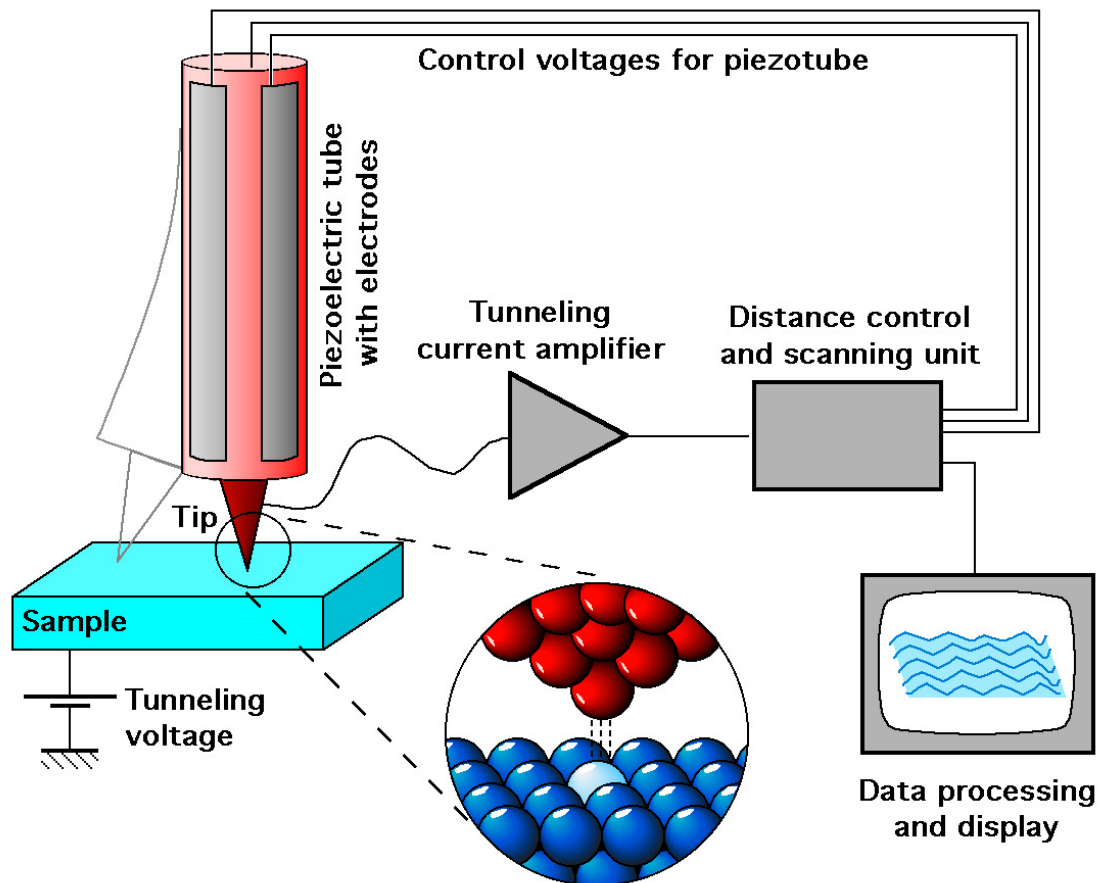 Control voltages for piezotube
Piezoelectric tube
with electrodes
Tunneling
current amplifier
Distance control
and scanning unit
Tip
Sample
Tunneling
voltage
Data processing
and display